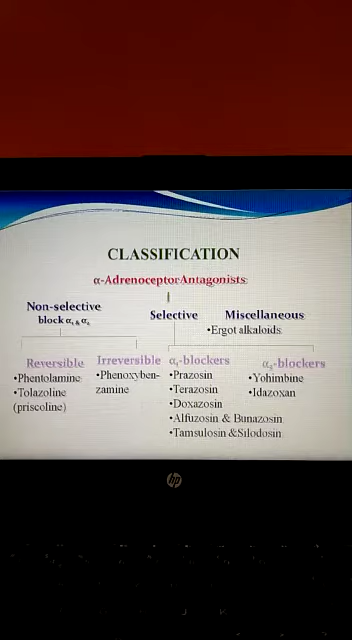 CLASSIFICATION
α-Adrenoceptor Antagonists
Non-selective
block α₁ & α₂
Selective
Miscellaneous
•Ergot alkaloids
Reversible
•Phentolamine
•Tolazoline
(priscoline)
Irreversible
•Phenoxyben-
zamine
α₁-blockers
•Prazosin
•Terazosin
•Doxazosin
•Alfuzosin & Bunazosin
•Tamsulosin &Silodosin
α₂-blockers
•Yohimbine
•Idazoxan
hp